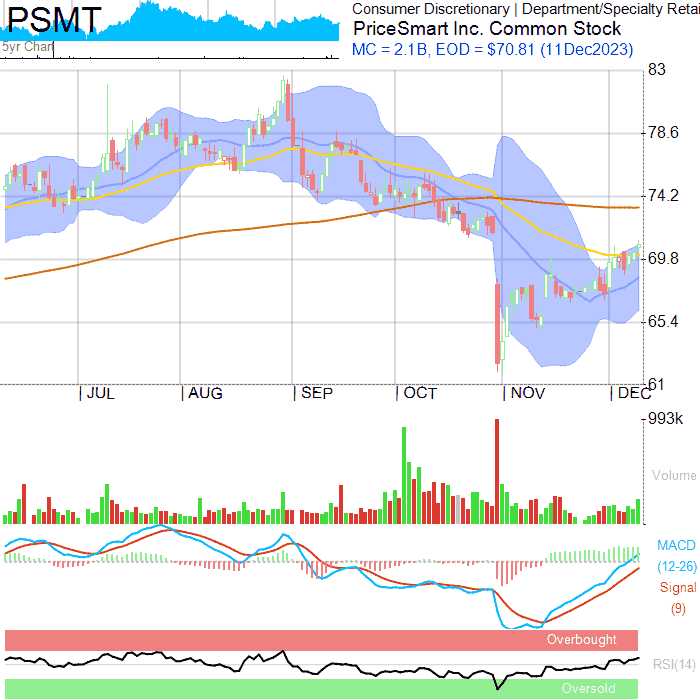 PSMT
5yr Chart
Consumer Discretionary | Department/Specialty Retai
PriceSmart Inc. Common Stock
MC = 2.1B, EOD = $70.81 (11Dec2023)
83
78.6
74.2
69.8
65.4
61
JUL AUG SEP OCT NOV DEC
993k
Volume
MACD
(12-26)
Signal
(9)
Overbought
RSI(14)
Oversold